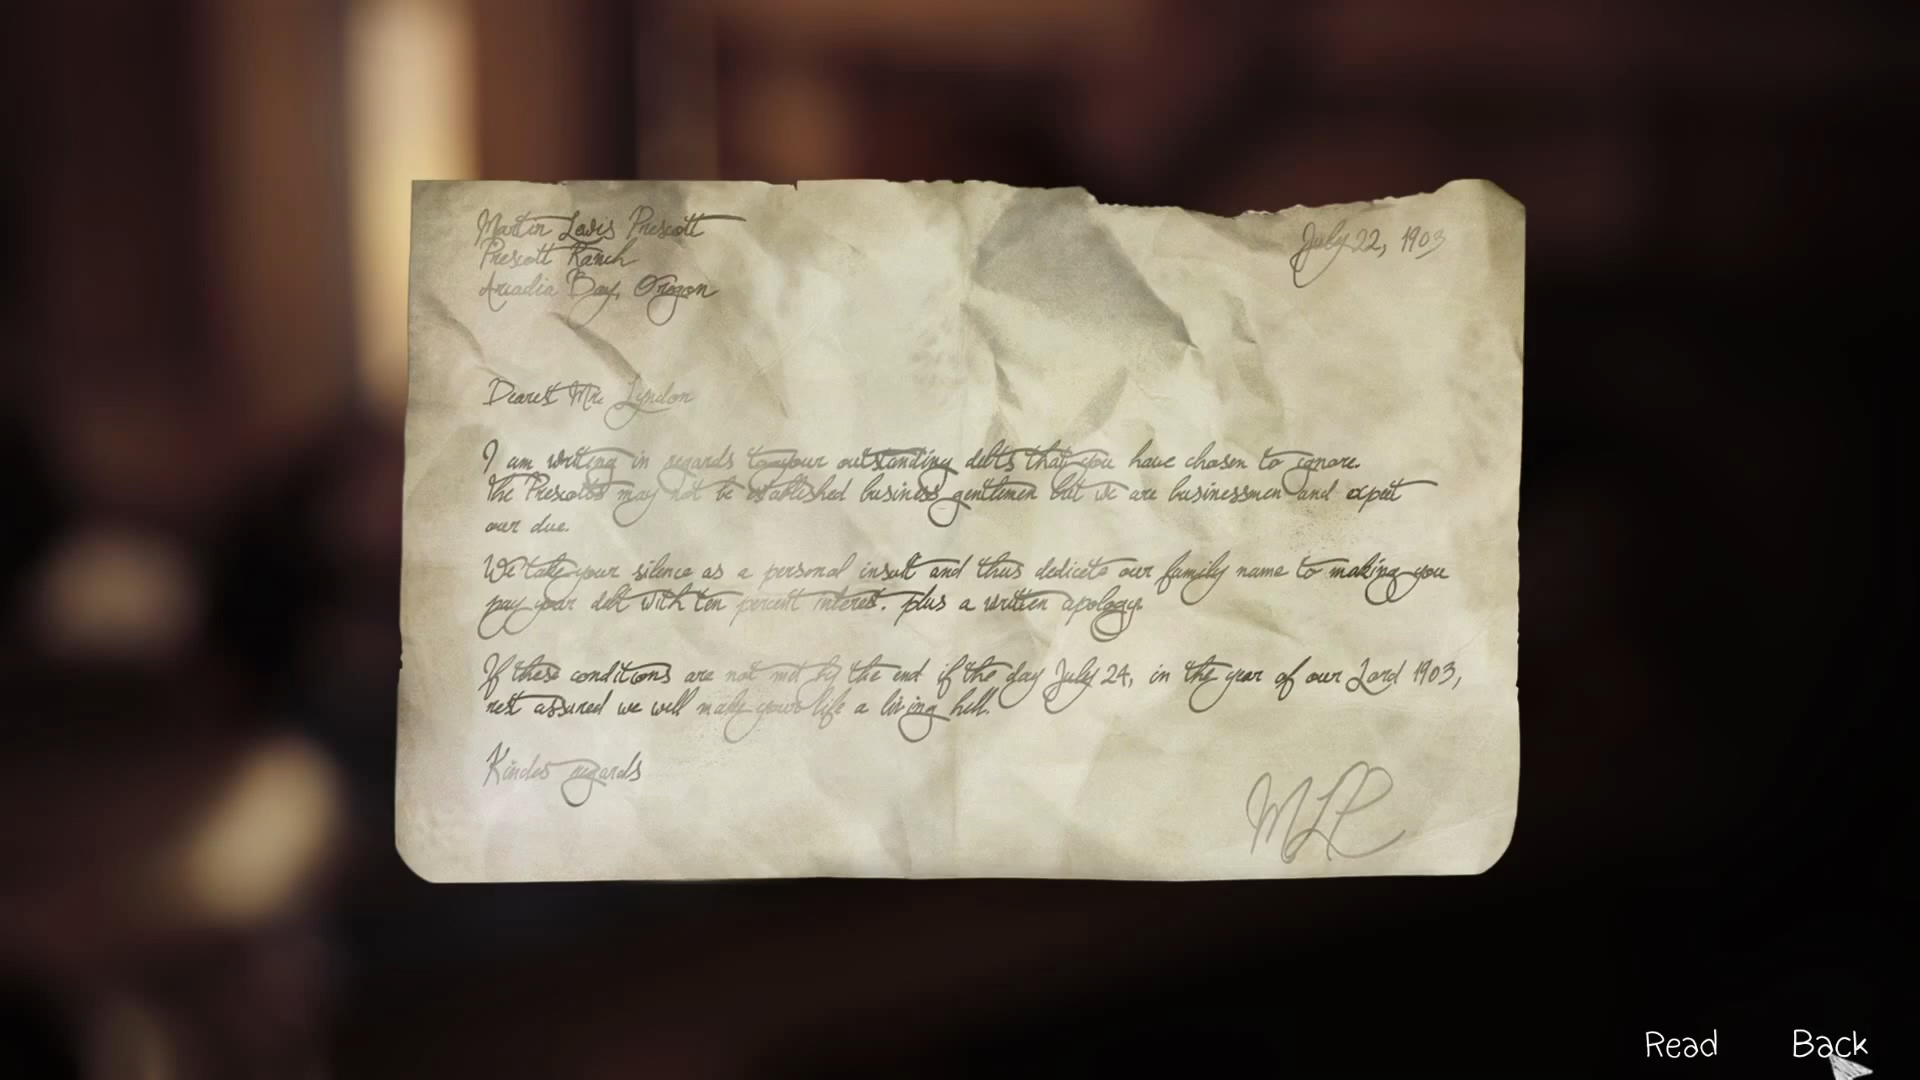 Martin Lewis Prescott
July 22, 1903
Prescott Ranch
Arcadia Bay, Oregon
Dearest Mr. Lyndon
I am writing in regards to your outstanding debts that you have chosen to ignore.
The Prescotts may not be established business gentlemen but we are businessmen and expect
our due.
We take your silence as a personal insult and thus dedicate our family name to making you
pay your debt with ten percent interest. plus a written apology.
If these conditions are not met by the end if the day July 24, in the year of our Lord 1903,
rest assured we will make your life a living hell.
Kindes regards
MLP
Read Back